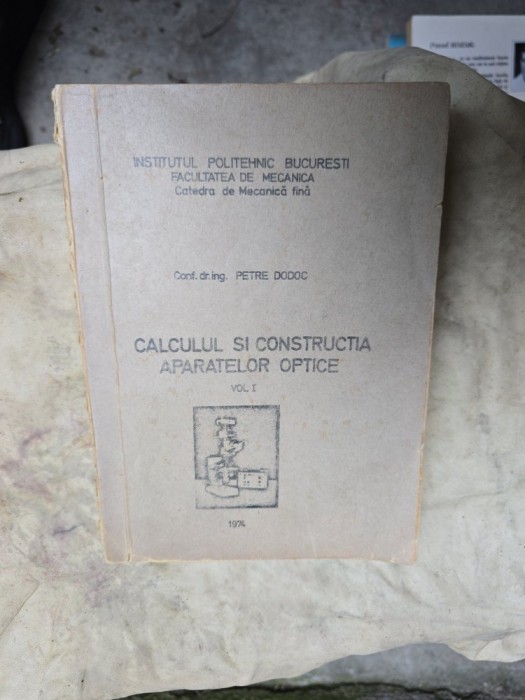 INSTITUTUL POLITEHNIC BUCURESTI
FACULTATEA DE MECANICA
Catedra de Mecanică fină
Conf. dr. ing. PETRE DODOC
CALCULUL SI CONSTRUCTIA
APARATELOR OPTICE
VOL I
1974